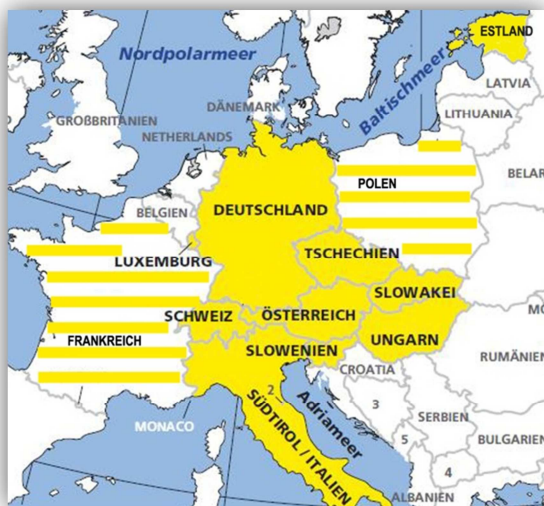 Nordpolarmeer
ESTLAND
Baltischmeer
LATVIA
DÄNEMARK
LITHUANIA
GROßBRITANIEN
NETHERLANDS
BELAR
POLEN
BELGIEN
DEUTSCHLAND
TSCHECHIEN
LUXEMBURG
SLOWAKEI
SCHWEIZ
ÖSTERREICH
UNGARN
FRANKREICH
SLOWENIEN
RUMÄNIEN
CROATIA
2
Adriameer
3
SERBIEN
MONACO
SÜDTIROL / ITALIEN
5
BULGARIEN
4
ALBANIEN